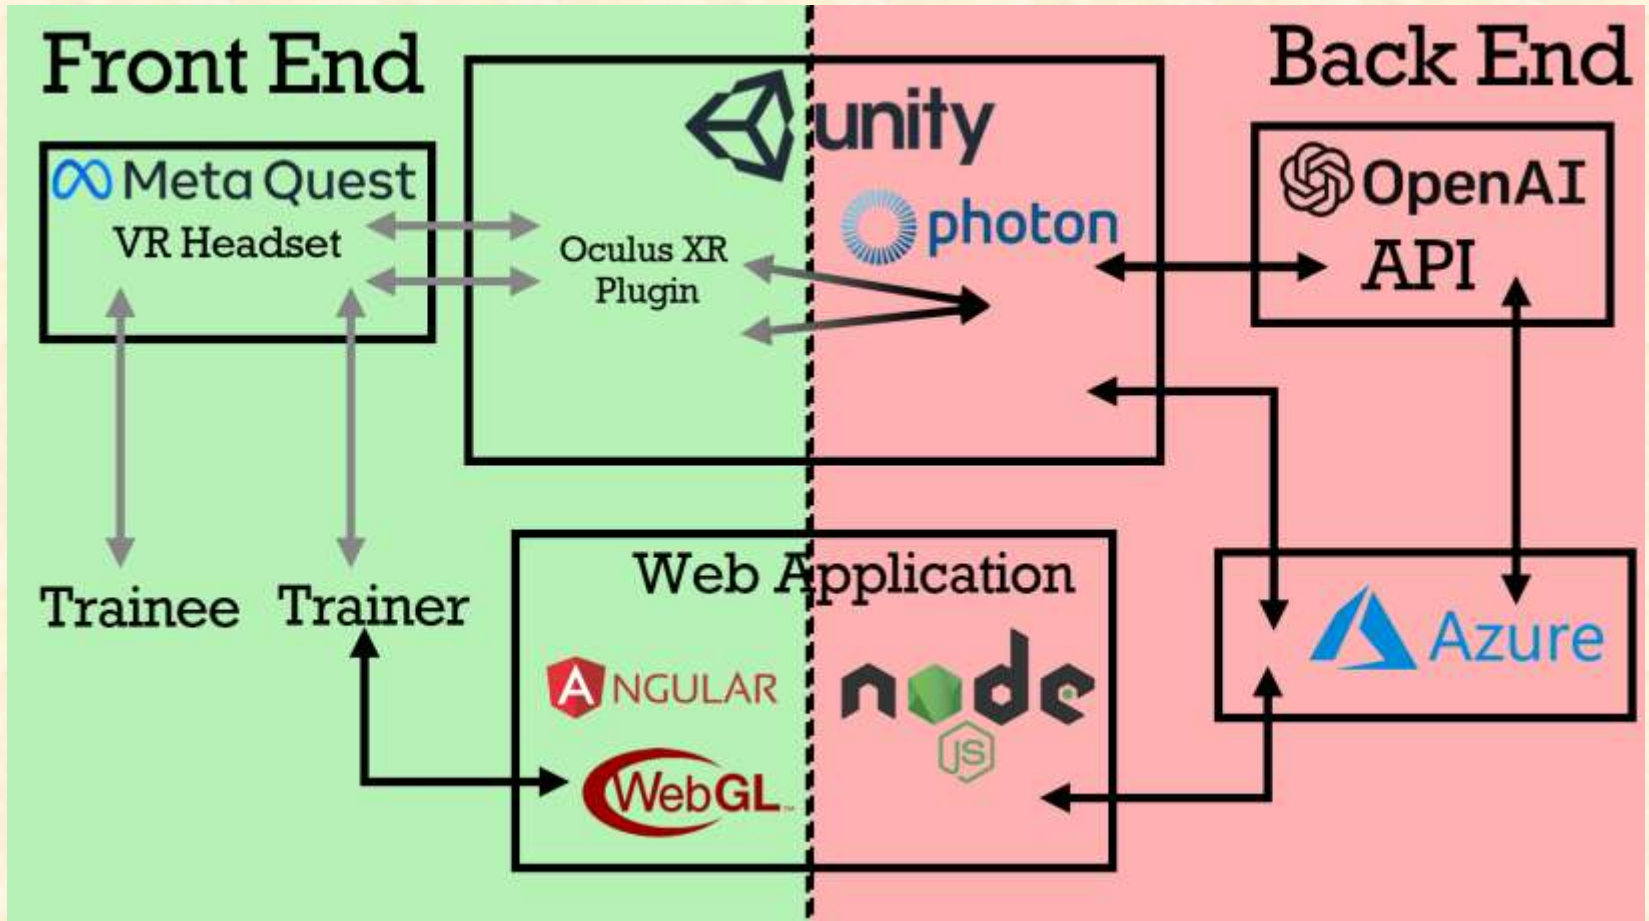 Front End
Back End
unity
Meta Quest
VR Headset
OpenAI
API
photon
Oculus XR
Plugin
Trainee
Trainer
Web Application
ANGULAR
node
JS
WebGL™
Azure